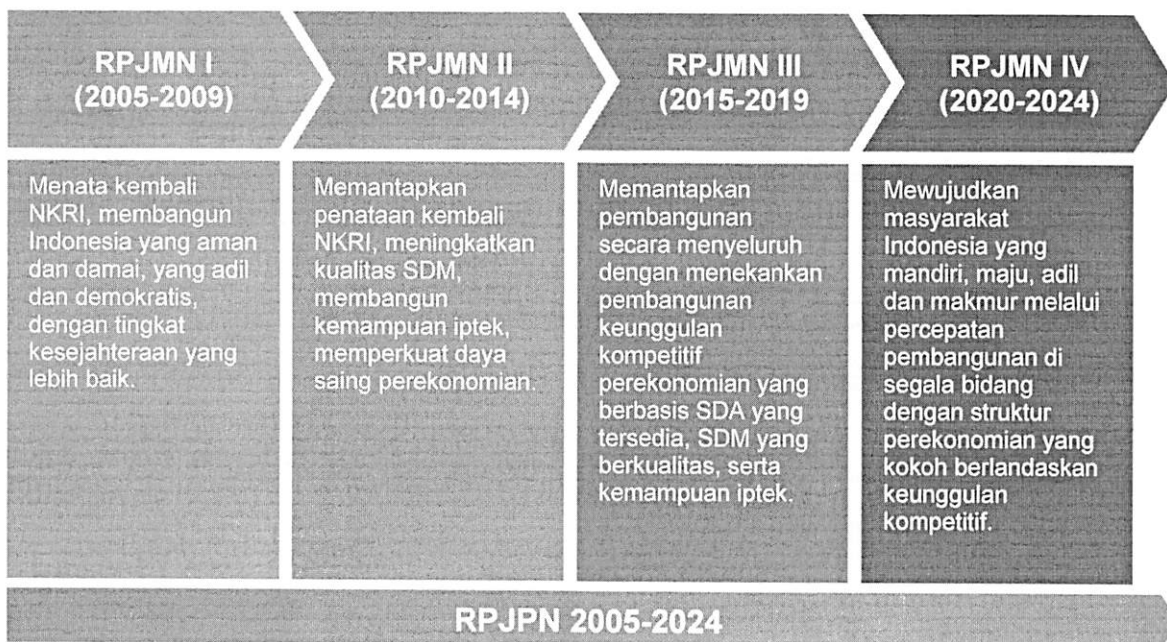 RPJMN I
(2005-2009)
RPJMN II
(2010-2014)
RPJMN III
(2015-2019
RPJMN IV
(2020-2024)
Menata kembali
NKRI, membangun
Indonesia yang aman
dan damai, yang adil
dan demokratis,
dengan tingkat
kesejahteraan yang
lebih baik.
Memantapkan
penataan kembali
NKRI, meningkatkan
kualitas SDM,
membangun
kemampuan iptek,
memperkuat daya
saing perekonomian.
Memantapkan
pembangunan
secara menyeluruh
dengan menekankan
pembangunan
keunggulan
kompetitif
perekonomian yang
berbasis SDA yang
tersedia, SDM yang
berkualitas, serta
kemampuan iptek.
Mewujudkan
masyarakat
Indonesia yang
mandiri, maju, adil
dan makmur melalui
percepatan
pembangunan di
segala bidang
dengan struktur
perekonomian yang
kokoh berlandaskan
keunggulan
kompetitif.
RPJPN 2005-2024